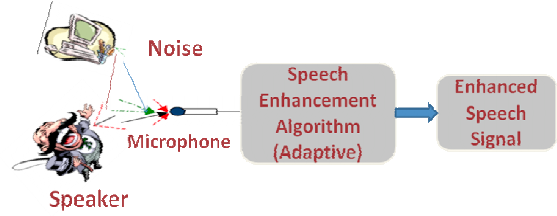 Noise
Speech
Enhancement
Algorithm
(Adaptive)
Enhanced
Speech
Signal
Microphone
Speaker